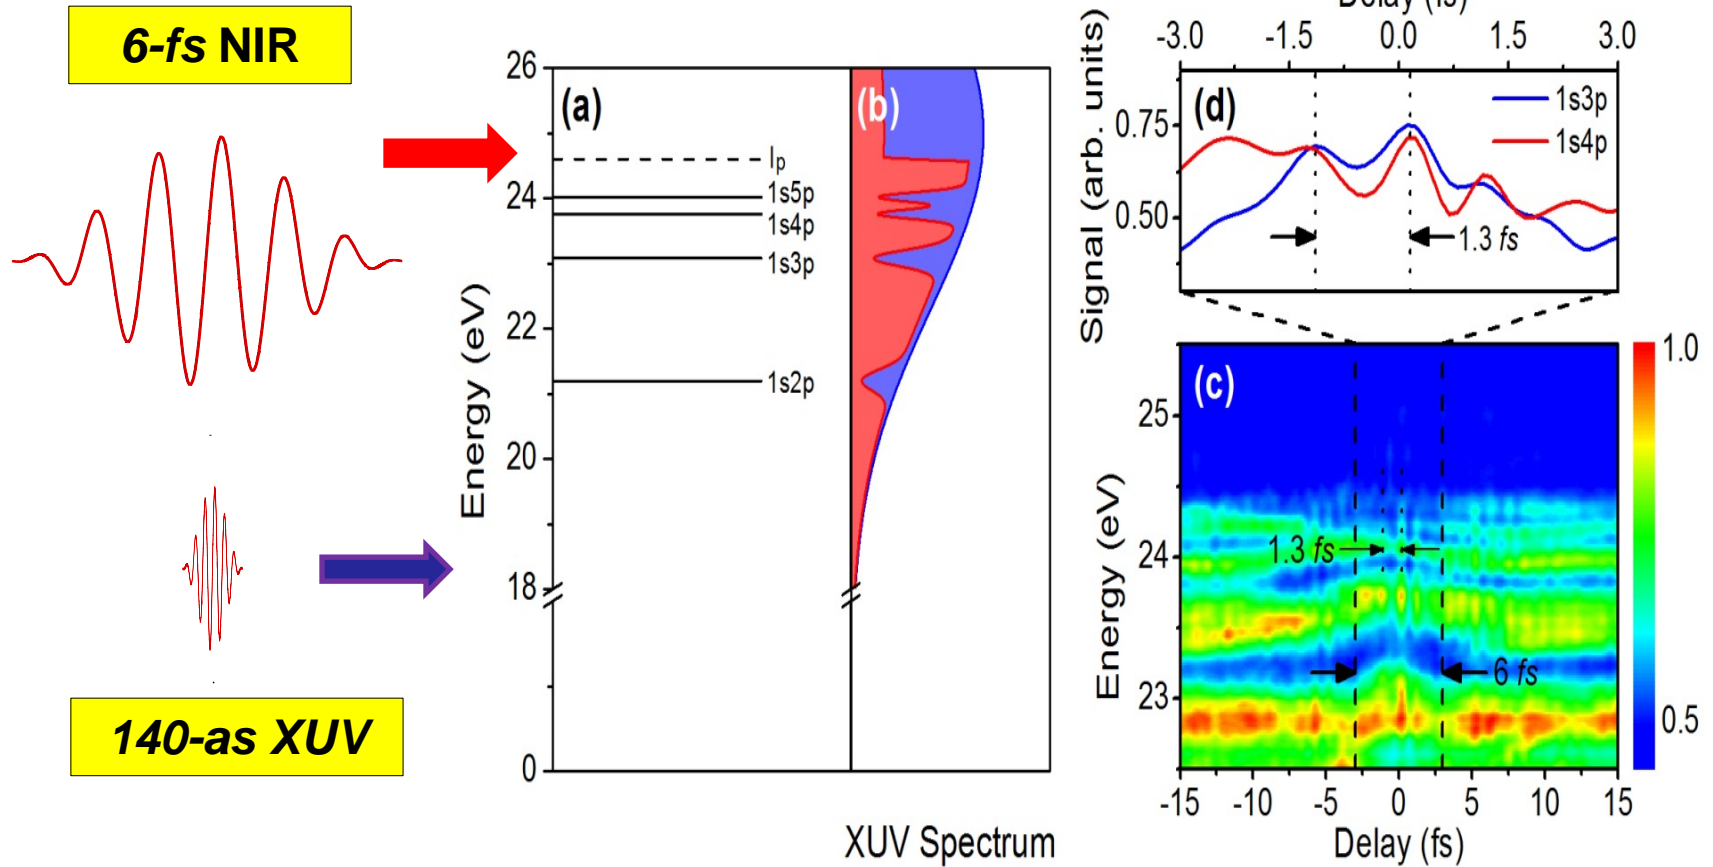 6-fs NIR
140-as XUV
Energy (eV)
26
24
22
20
18
0
(a)
Ip
1s5p
1s4p
1s3p
1s2p
(b)
XUV Spectrum
Delay (fs)
-3.0 -1.5 0.0 1.5 3.0
Signal (arb. units)
0.75
0.50
(d)
1s3p
1s4p
1.3 fs
(c)
Energy (eV)
25
24
23
1.3 fs
6 fs
1.0
0.5
-15 -10 -5 0 5 10 15
Delay (fs)